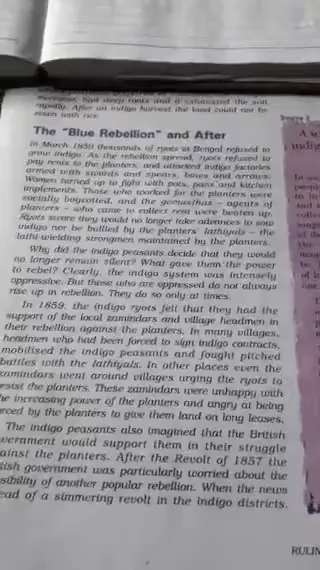 moreover, had deep roots and it exhausted the soil
rapidly. After an indigo harvest the land could not be
sown with rice.
The "Blue Rebellion" and After
In March 1859 thousands of ryots in Bengal refused to
grow indigo. As the rebellion spread, ryots refused to
pay rents to the planters, and attacked indigo factories
armed with swords and spears, bows and arrows.
Women turned up to fight with pots, pans and kitchen
implements. Those who worked for the planters were
socially boycotted, and the gomasthas – agents of
planters – who came to collect rent were beaten up.
Ryots swore they would no longer take advances to sow
indigo nor be bullied by the planters' lathiyals – the
lathi-wielding strongmen maintained by the planters.
Why did the indigo peasants decide that they would
no longer remain silent? What gave them the power
to rebel? Clearly, the indigo system was intensely
oppressive. But those who are oppressed do not always
rise up in rebellion. They do so only at times.
In 1859, the indigo ryots felt that they had the
support of the local zamindars and village headmen in
their rebellion against the planters. In many villages,
headmen who had been forced to sign indigo contracts,
mobilised the indigo peasants and fought pitched
battles with the lathiyals. In other places even the
zamindars went around villages urging the ryots to
esist the planters. These zamindars were unhappy with
he increasing power of the planters and angry at being
rced by the planters to give them land on long leases.
The indigo peasants also imagined that the British
vernment would support them in their struggle
ainst the planters. After the Revolt of 1857 the
tish government was particularly worried about the
sibility of another popular rebellion. When the news
ead of a simmering revolt in the indigo districts,
RULIN